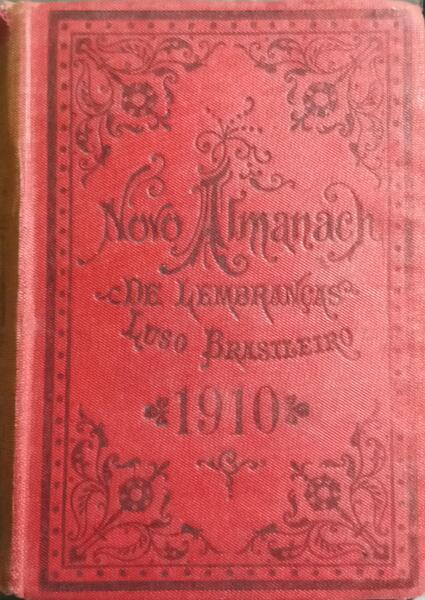 Novo Almanach
DE LEMBRANÇAS
LUSO BRASILEIRO
1910